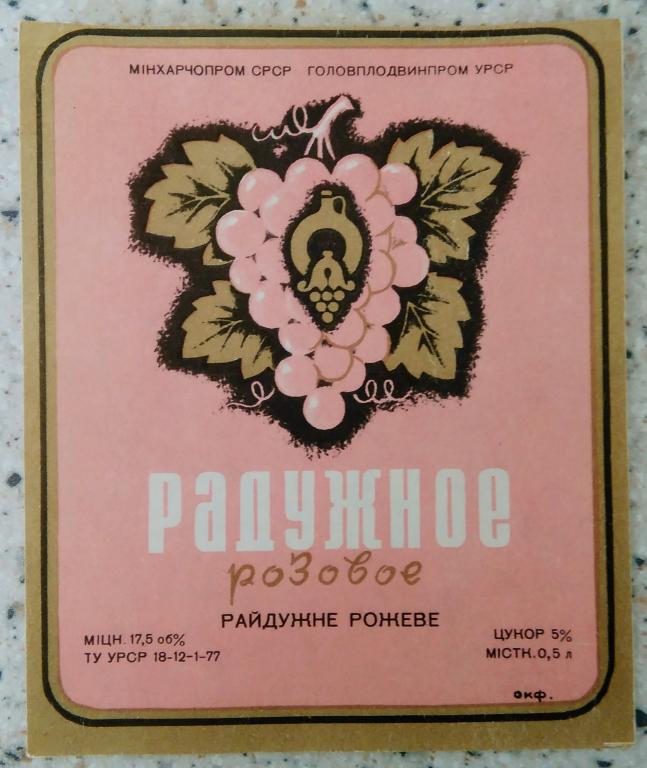 МІНХАРЧОПРОМ СРСР ГОЛОВПЛОДВИНПРОМ УРСР
РАДУЖНОЕ
розовое
РАЙДУЖНЕ РОЖЕВЕ
МІЦН. 17,5 об%
ЦУКОР 5%
ТУ УРСР 18-12-1-77
МІСТК. 0,5 л
ОКФ.